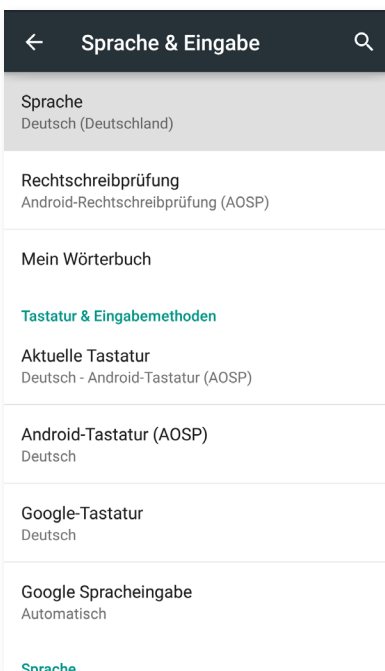 Sprache & Eingabe
Sprache
Deutsch (Deutschland)
Rechtschreibprüfung
Android-Rechtschreibprüfung (AOSP)
Mein Wörterbuch
Tastatur & Eingabemethoden
Aktuelle Tastatur
Deutsch - Android-Tastatur (AOSP)
Android-Tastatur (AOSP)
Deutsch
Google-Tastatur
Deutsch
Google Spracheingabe
Automatisch
Sprache